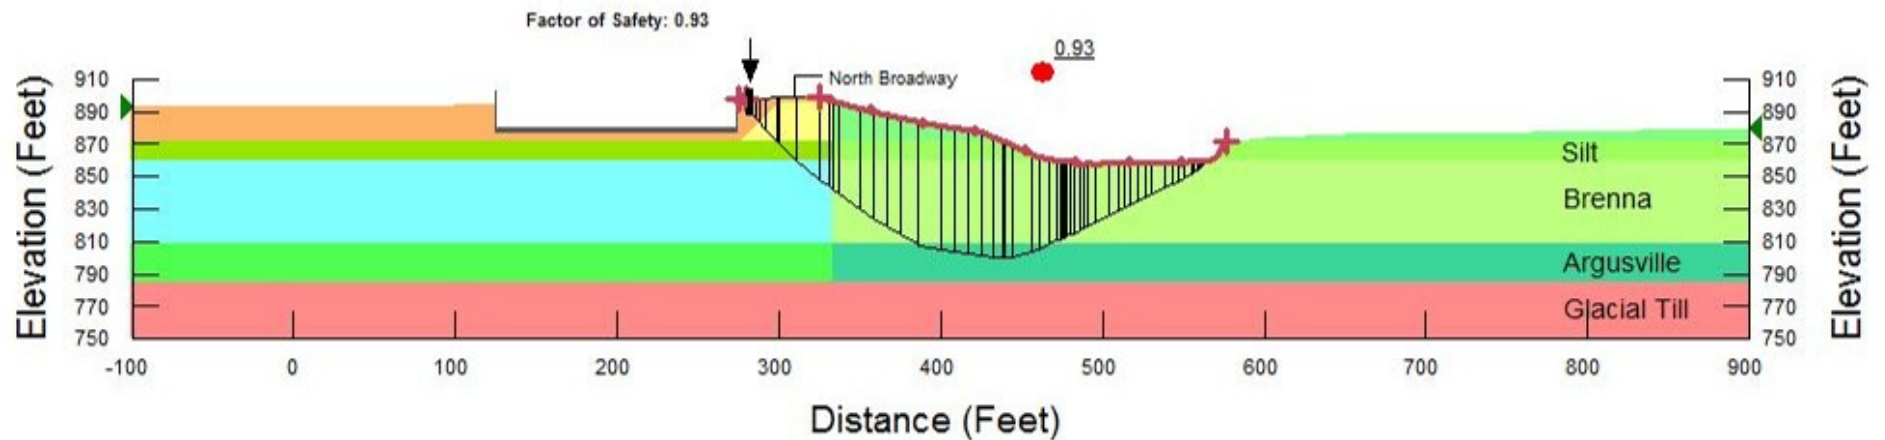 Factor of Safety: 0.93
0.93
North Broadway
Elevation (Feet)
910
890
870
850
830
810
790
770
750
910
890
870
850
830
810
790
770
750
Elevation (Feet)
Silt
Brenna
Argusville
Glacial Till
-100 0 100 200 300 400 500 600 700 800 900
Distance (Feet)